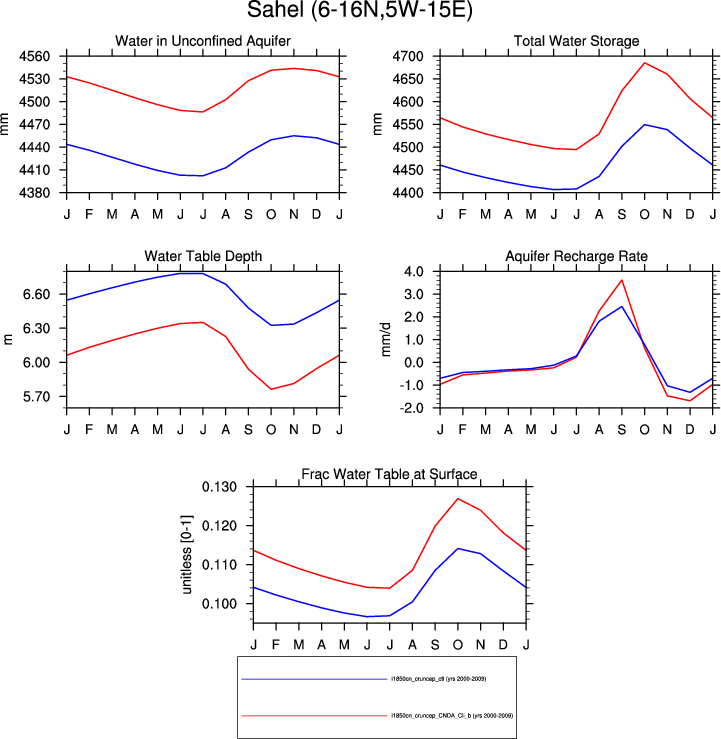 Sahel (6-16N,5W-15E)
Water in Unconfined Aquifer
4560
4530
4500
4470
4440
4410
4380
mm
J F M A M J J A S O N D J
Total Water Storage
4700
4650
4600
4550
4500
4450
4400
mm
J F M A M J J A S O N D J
Water Table Depth
6.60
6.30
6.00
5.70
m
J F M A M J J A S O N D J
Aquifer Recharge Rate
4.0
3.0
2.0
1.0
0.0
-1.0
-2.0
mm/d
J F M A M J J A S O N D J
Frac Water Table at Surface
0.130
0.120
0.110
0.100
unitless [0-1]
J F M A M J J A S O N D J
i1850cn_cruncep_ctl (yrs 2000-2009)
i1850cn_cruncep_CNDA_Cli_b (yrs 2000-2009)